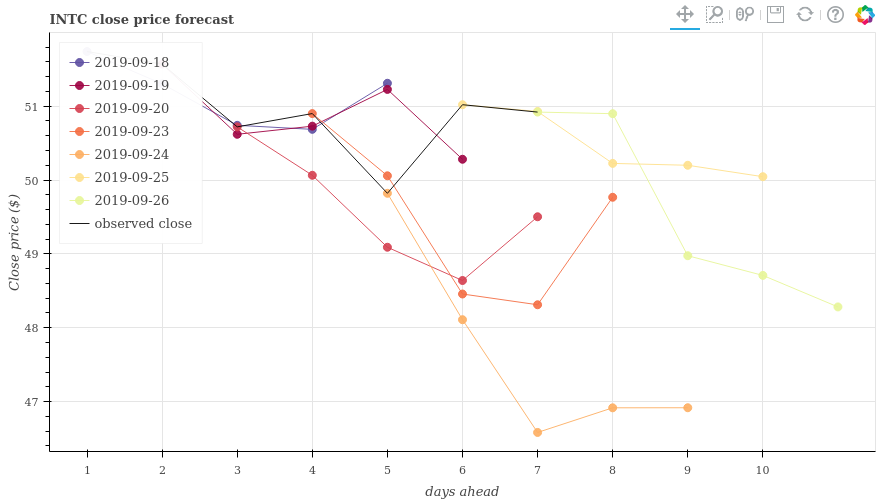 INTC close price forecast
2019-09-18
2019-09-19
2019-09-20
2019-09-23
2019-09-24
2019-09-25
2019-09-26
observed close
Close price ($)
51
50
49
48
47
1 2 3 4 5 6 7 8 9 10
days ahead